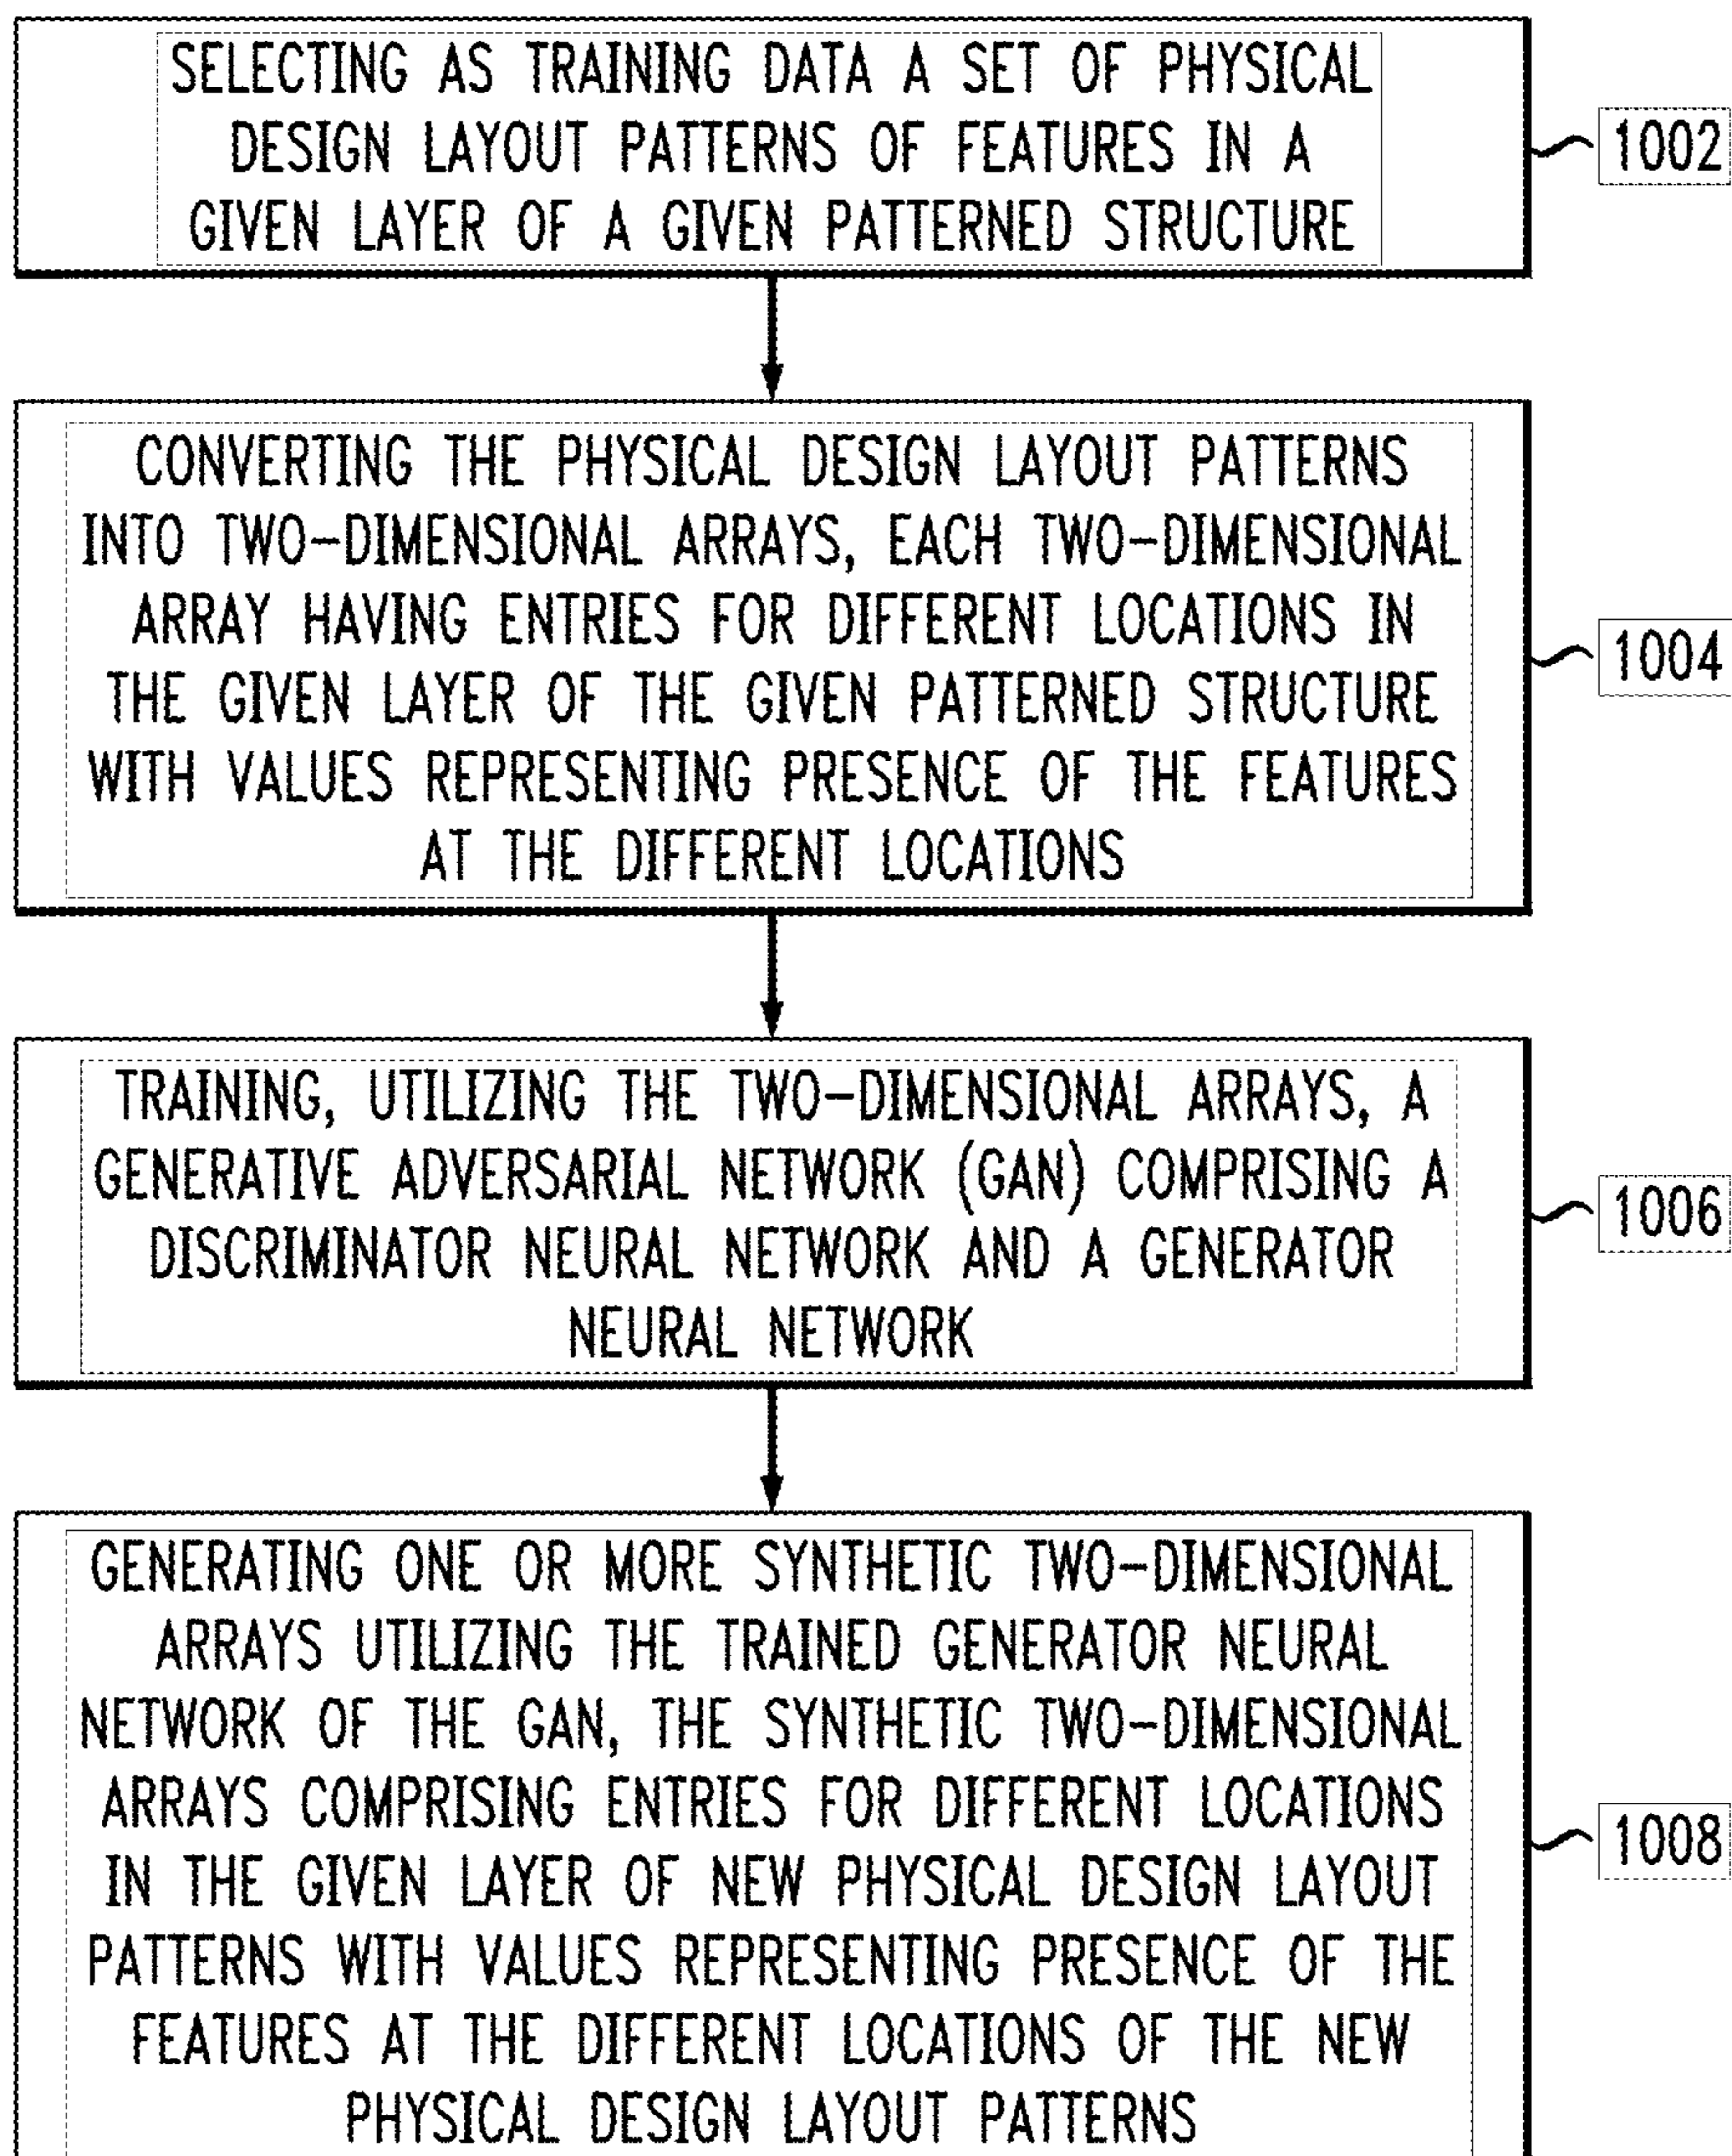 SELECTING AS TRAINING DATA A SET OF PHYSICAL
DESIGN LAYOUT PATTERNS OF FEATURES IN A
GIVEN LAYER OF A GIVEN PATTERNED STRUCTURE
1002
CONVERTING THE PHYSICAL DESIGN LAYOUT PATTERNS
INTO TWO-DIMENSIONAL ARRAYS, EACH TWO-DIMENSIONAL
ARRAY HAVING ENTRIES FOR DIFFERENT LOCATIONS IN
THE GIVEN LAYER OF THE GIVEN PATTERNED STRUCTURE
WITH VALUES REPRESENTING PRESENCE OF THE FEATURES
AT THE DIFFERENT LOCATIONS
1004
TRAINING, UTILIZING THE TWO-DIMENSIONAL ARRAYS, A
GENERATIVE ADVERSARIAL NETWORK (GAN) COMPRISING A
DISCRIMINATOR NEURAL NETWORK AND A GENERATOR
NEURAL NETWORK
1006
GENERATING ONE OR MORE SYNTHETIC TWO-DIMENSIONAL
ARRAYS UTILIZING THE TRAINED GENERATOR NEURAL
NETWORK OF THE GAN, THE SYNTHETIC TWO-DIMENSIONAL
ARRAYS COMPRISING ENTRIES FOR DIFFERENT LOCATIONS
IN THE GIVEN LAYER OF NEW PHYSICAL DESIGN LAYOUT
PATTERNS WITH VALUES REPRESENTING PRESENCE OF THE
FEATURES AT THE DIFFERENT LOCATIONS OF THE NEW
PHYSICAL DESIGN LAYOUT PATTERNS
1008